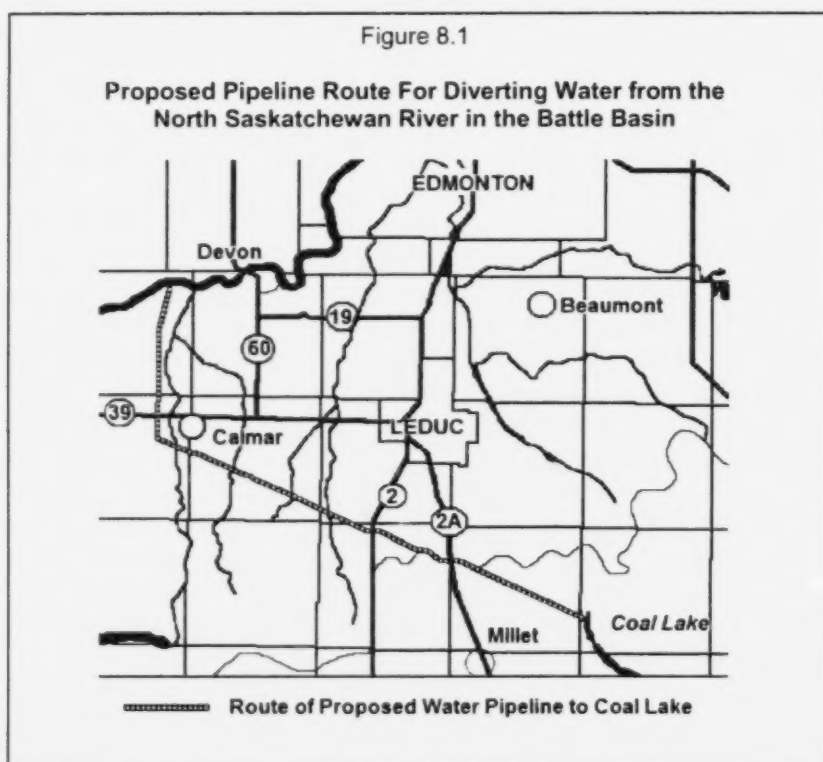 Figure 8.1
Proposed Pipeline Route For Diverting Water from the
North Saskatchewan River in the Battle Basin
EDMONTON
Devon
Beaumont
19
60
39
Calmar
LEDUC
2
2A
Coal Lake
Millet
Route of Proposed Water Pipeline to Coal Lake